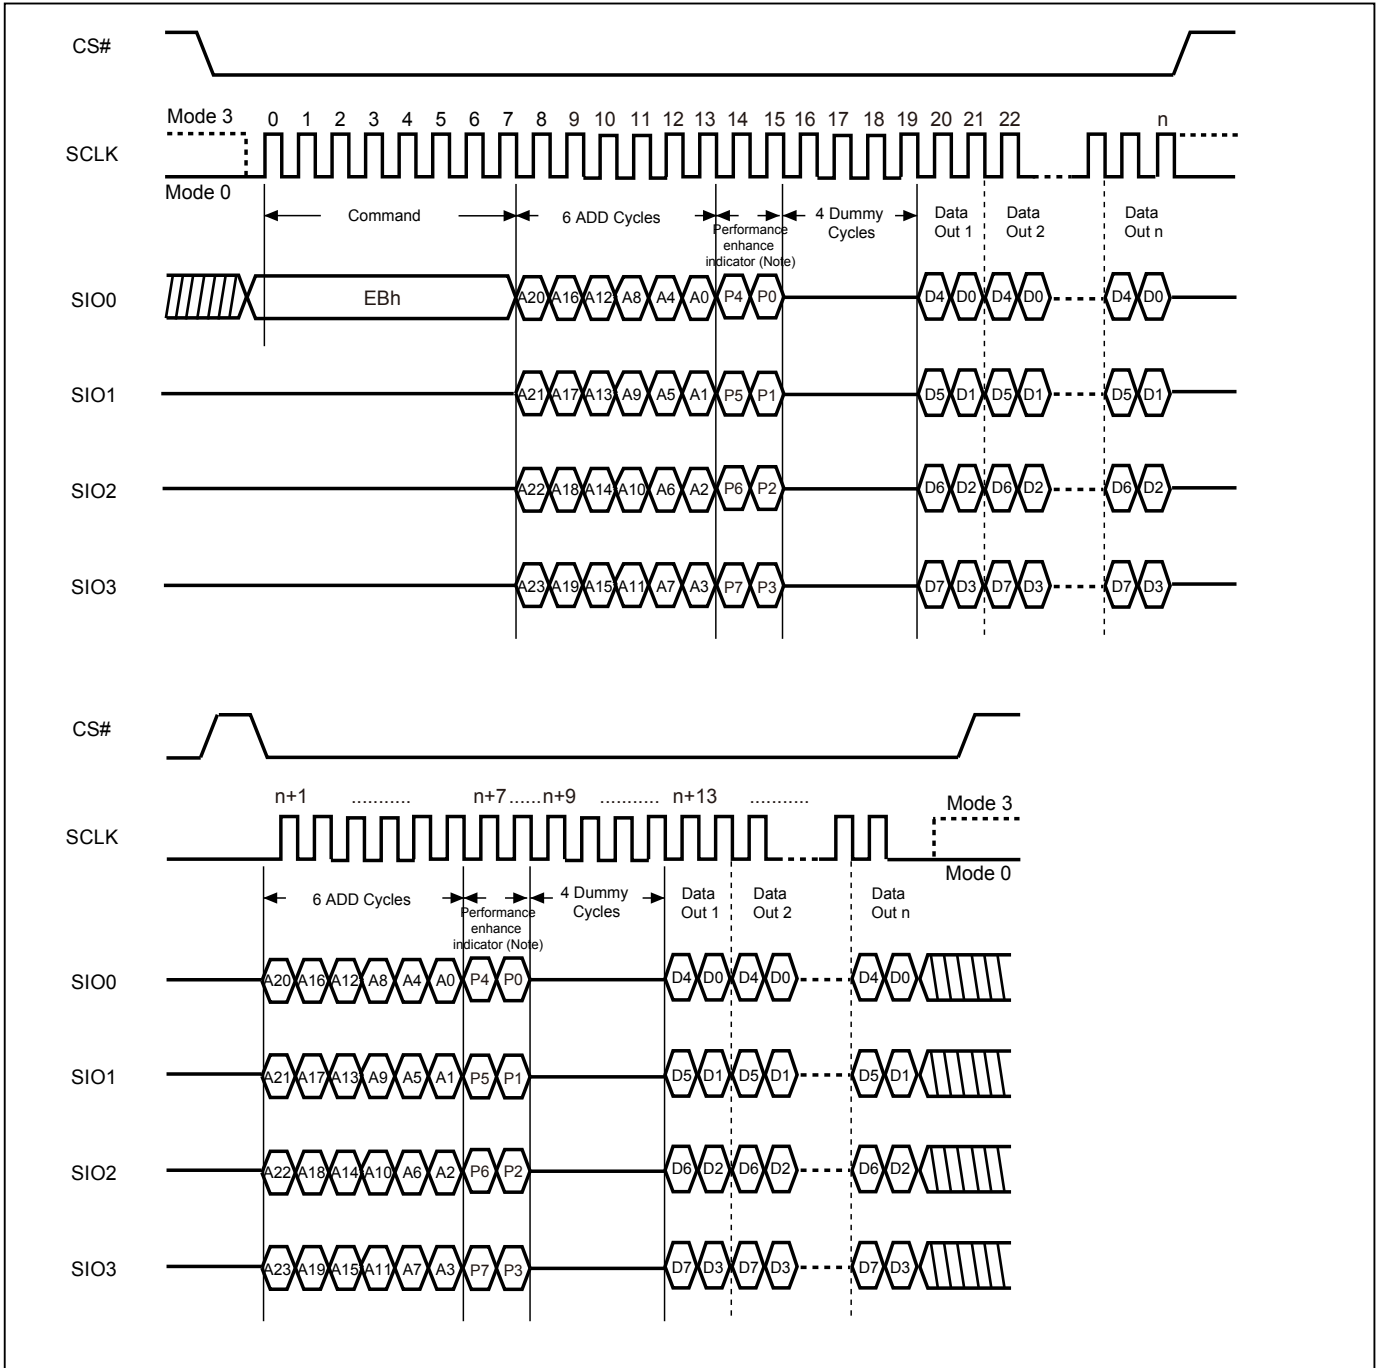 CS#
Mode 3
0 1 2 3 4 5 6 7 8 9 10 11 12 13 14 15 16 17 18 19 20 21 22 n
SCLK
Mode 0
Command
6 ADD Cycles
Performance
enhance
indicator (Note)
4 Dummy
Cycles
Data
Out 1
Data
Out 2
Data
Out n
SIO0
EBh
A20 A16 A12 A8 A4 A0 P4 P0 D4 D0 D4 D0 D4 D0
SIO1
A21 A17 A13 A9 A5 A1 P5 P1 D5 D1 D5 D1 D5 D1
SIO2
A22 A18 A14 A10 A6 A2 P6 P2 D6 D2 D6 D2 D6 D2
SIO3
A23 A19 A15 A11 A7 A3 P7 P3 D7 D3 D7 D3 D7 D3
CS#
n+1 ........... n+7 ...... n+9 ........... n+13 ...........
Mode 3
SCLK
Mode 0
6 ADD Cycles
Performance
enhance
indicator (Note)
4 Dummy
Cycles
Data
Out 1
Data
Out 2
Data
Out n
SIO0
A20 A16 A12 A8 A4 A0 P4 P0 D4 D0 D4 D0 D4 D0
SIO1
A21 A17 A13 A9 A5 A1 P5 P1 D5 D1 D5 D1 D5 D1
SIO2
A22 A18 A14 A10 A6 A2 P6 P2 D6 D2 D6 D2 D6 D2
SIO3
A23 A19 A15 A11 A7 A3 P7 P3 D7 D3 D7 D3 D7 D3